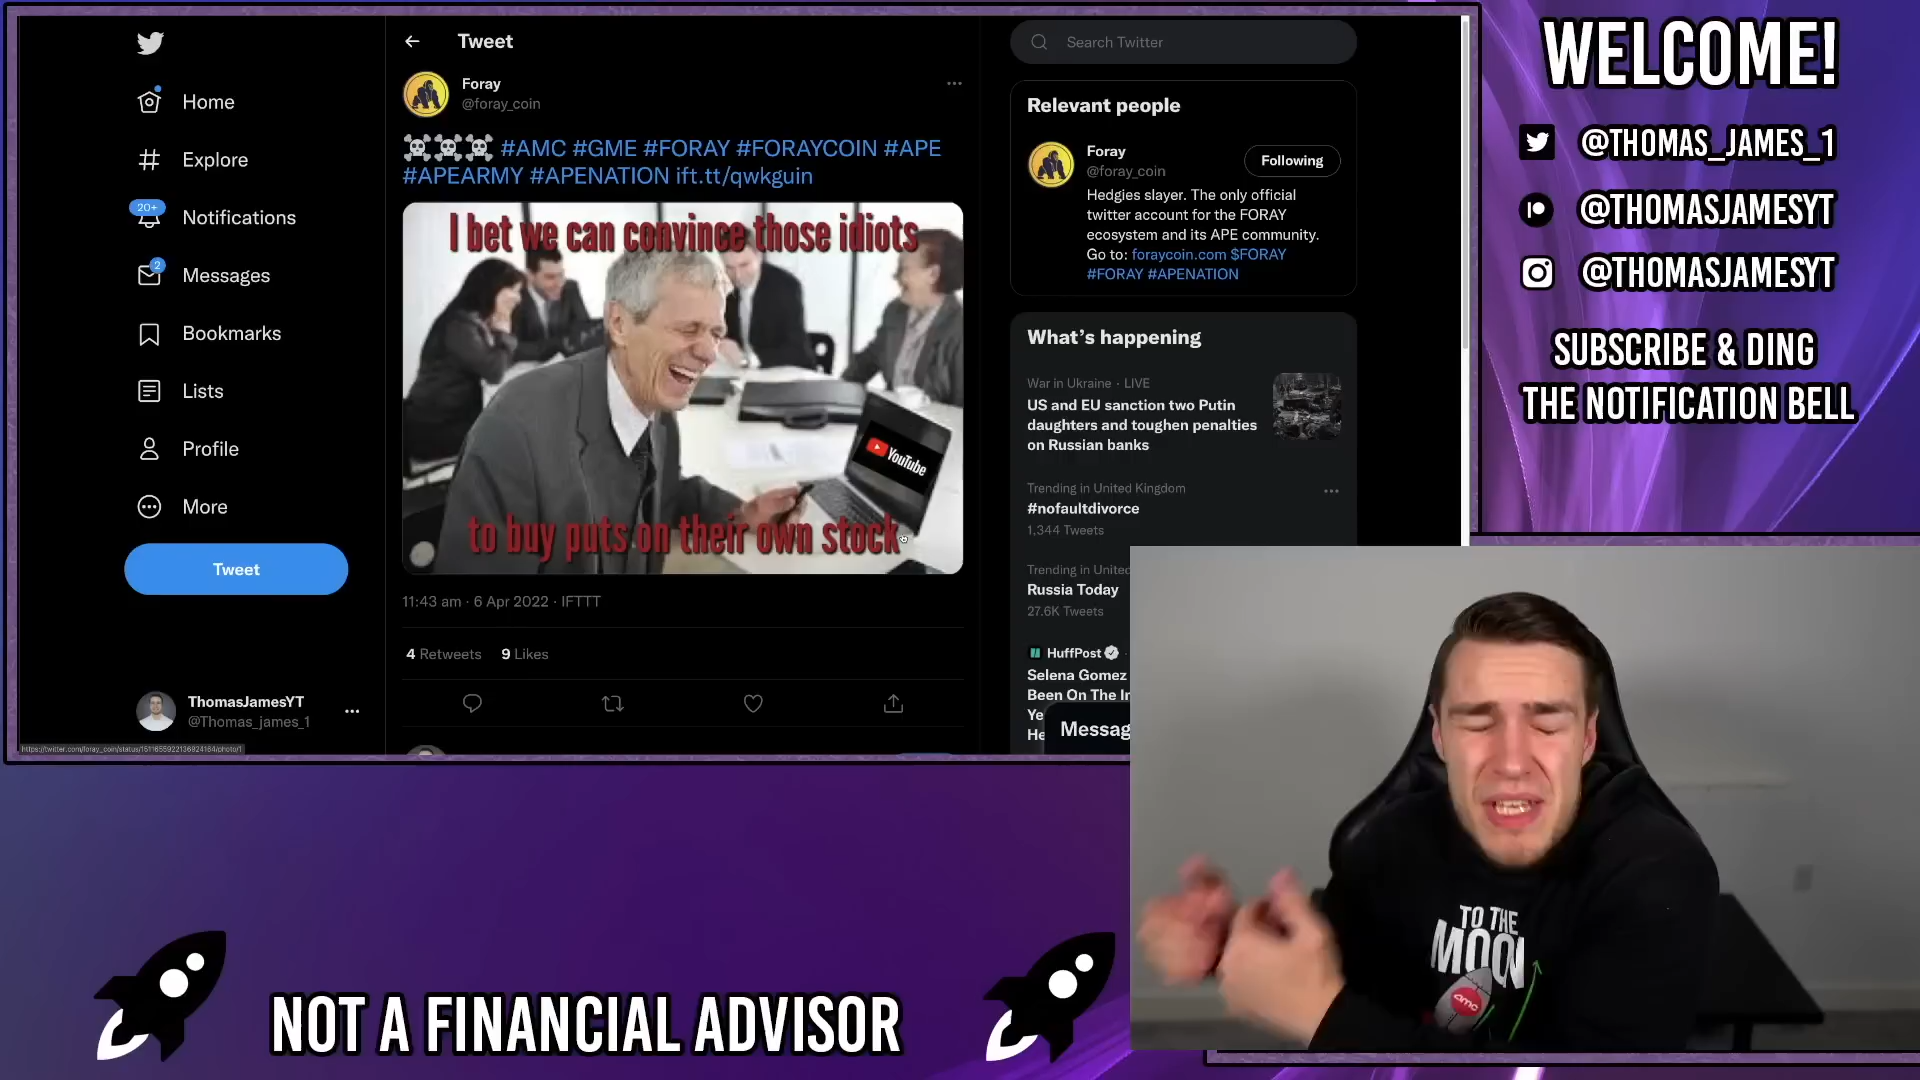 Home
Explore
20+
Notifications
2
Messages
Bookmarks
Lists
Profile
More
Tweet
ThomasJamesYT
@Thomas_james_1
Tweet
Foray
@foray_coin
#AMC #GME #FORAY #FORAYCOIN #APE
#APEARMY #APENATION ift.tt/qwkguin
I bet we can convince those idiots
YouTube
to buy puts on their own stock
11:43 am · 6 Apr 2022 · IFTTT
4 Retweets 9 Likes
Search Twitter
Relevant people
Foray
@foray_coin
Following
Hedgies slayer. The only official
twitter account for the FORAY
ecosystem and its APE community.
Go to: foraycoin.com $FORAY
#FORAY #APENATION
What's happening
War in Ukraine · LIVE
US and EU sanction two Putin
daughters and toughen penalties
on Russian banks
Trending in United Kingdom
#nofaultdivorce
1,344 Tweets
Trending in
Russia Today
27.6K Tweets
HuffPost
Selena Gomez
Been On The
WELCOME!
@THOMAS_JAMES_1
@THOMASJAMESYT
@THOMASJAMESYT
SUBSCRIBE & DING
THE NOTIFICATION BELL
TO THE
MOON
amc
NOT A FINANCIAL ADVISOR